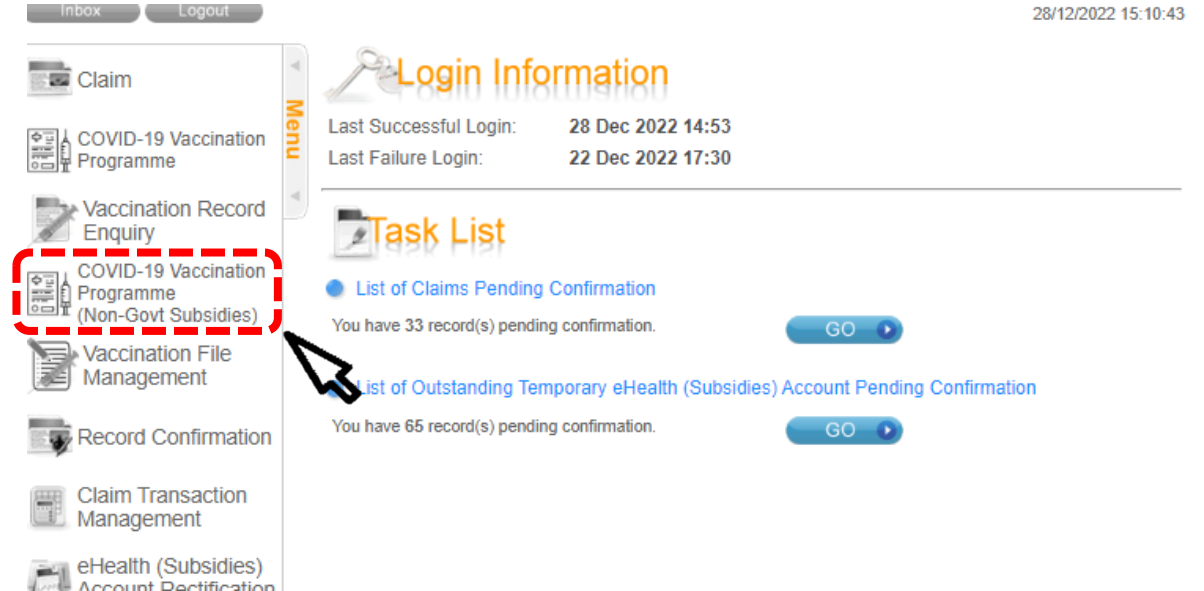 Inbox
Logout
28/12/2022 15:10:43
Claim
COVID-19 Vaccination
Programme
Vaccination Record
Enquiry
COVID-19 Vaccination
Programme
(Non-Govt Subsidies)
Vaccination File
Management
Record Confirmation
Claim Transaction
Management
eHealth (Subsidies)
Account Rectification
Menu
Login Information
Last Successful Login: 28 Dec 2022 14:53
Last Failure Login: 22 Dec 2022 17:30
Task List
List of Claims Pending Confirmation
You have 33 record(s) pending confirmation.
GO
List of Outstanding Temporary eHealth (Subsidies) Account Pending Confirmation
You have 65 record(s) pending confirmation.
GO